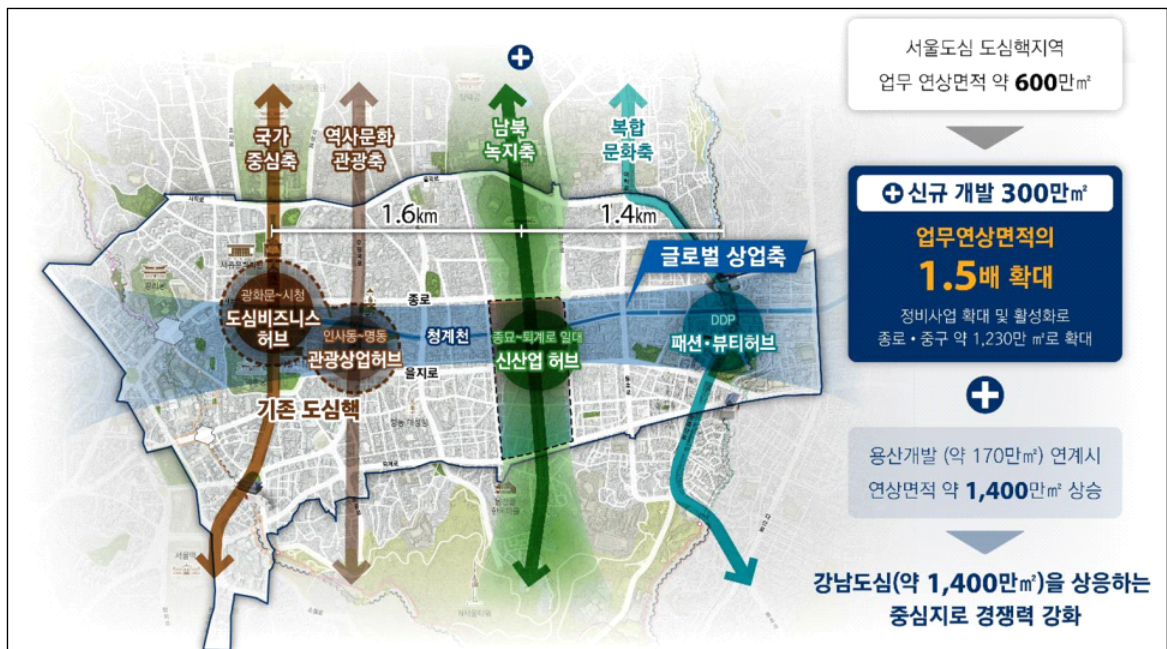 국가
중심축
역사문화
관광축
남북
녹지축
복합
문화축
1.6km
1.4km
글로벌 상업축
종로
광화문~시청
도심비즈니스
허브
인사동~명동
관광상업허브
청계천
을지로
종묘~퇴계로 일대
신산업 허브
DDP
패션·뷰티허브
기존 도심핵
퇴계로
서울역
서울도심 도심핵지역
업무 연상면적 약 600만㎡
신규 개발 300만㎡
업무연상면적의
1.5배 확대
정비사업 확대 및 활성화로
종로·중구 약 1,230만 ㎡로 확대
용산개발 (약 170만㎡) 연계시
연상면적 약 1,400만㎡ 상승
강남도심(약 1,400만㎡)을 상응하는
중심지로 경쟁력 강화